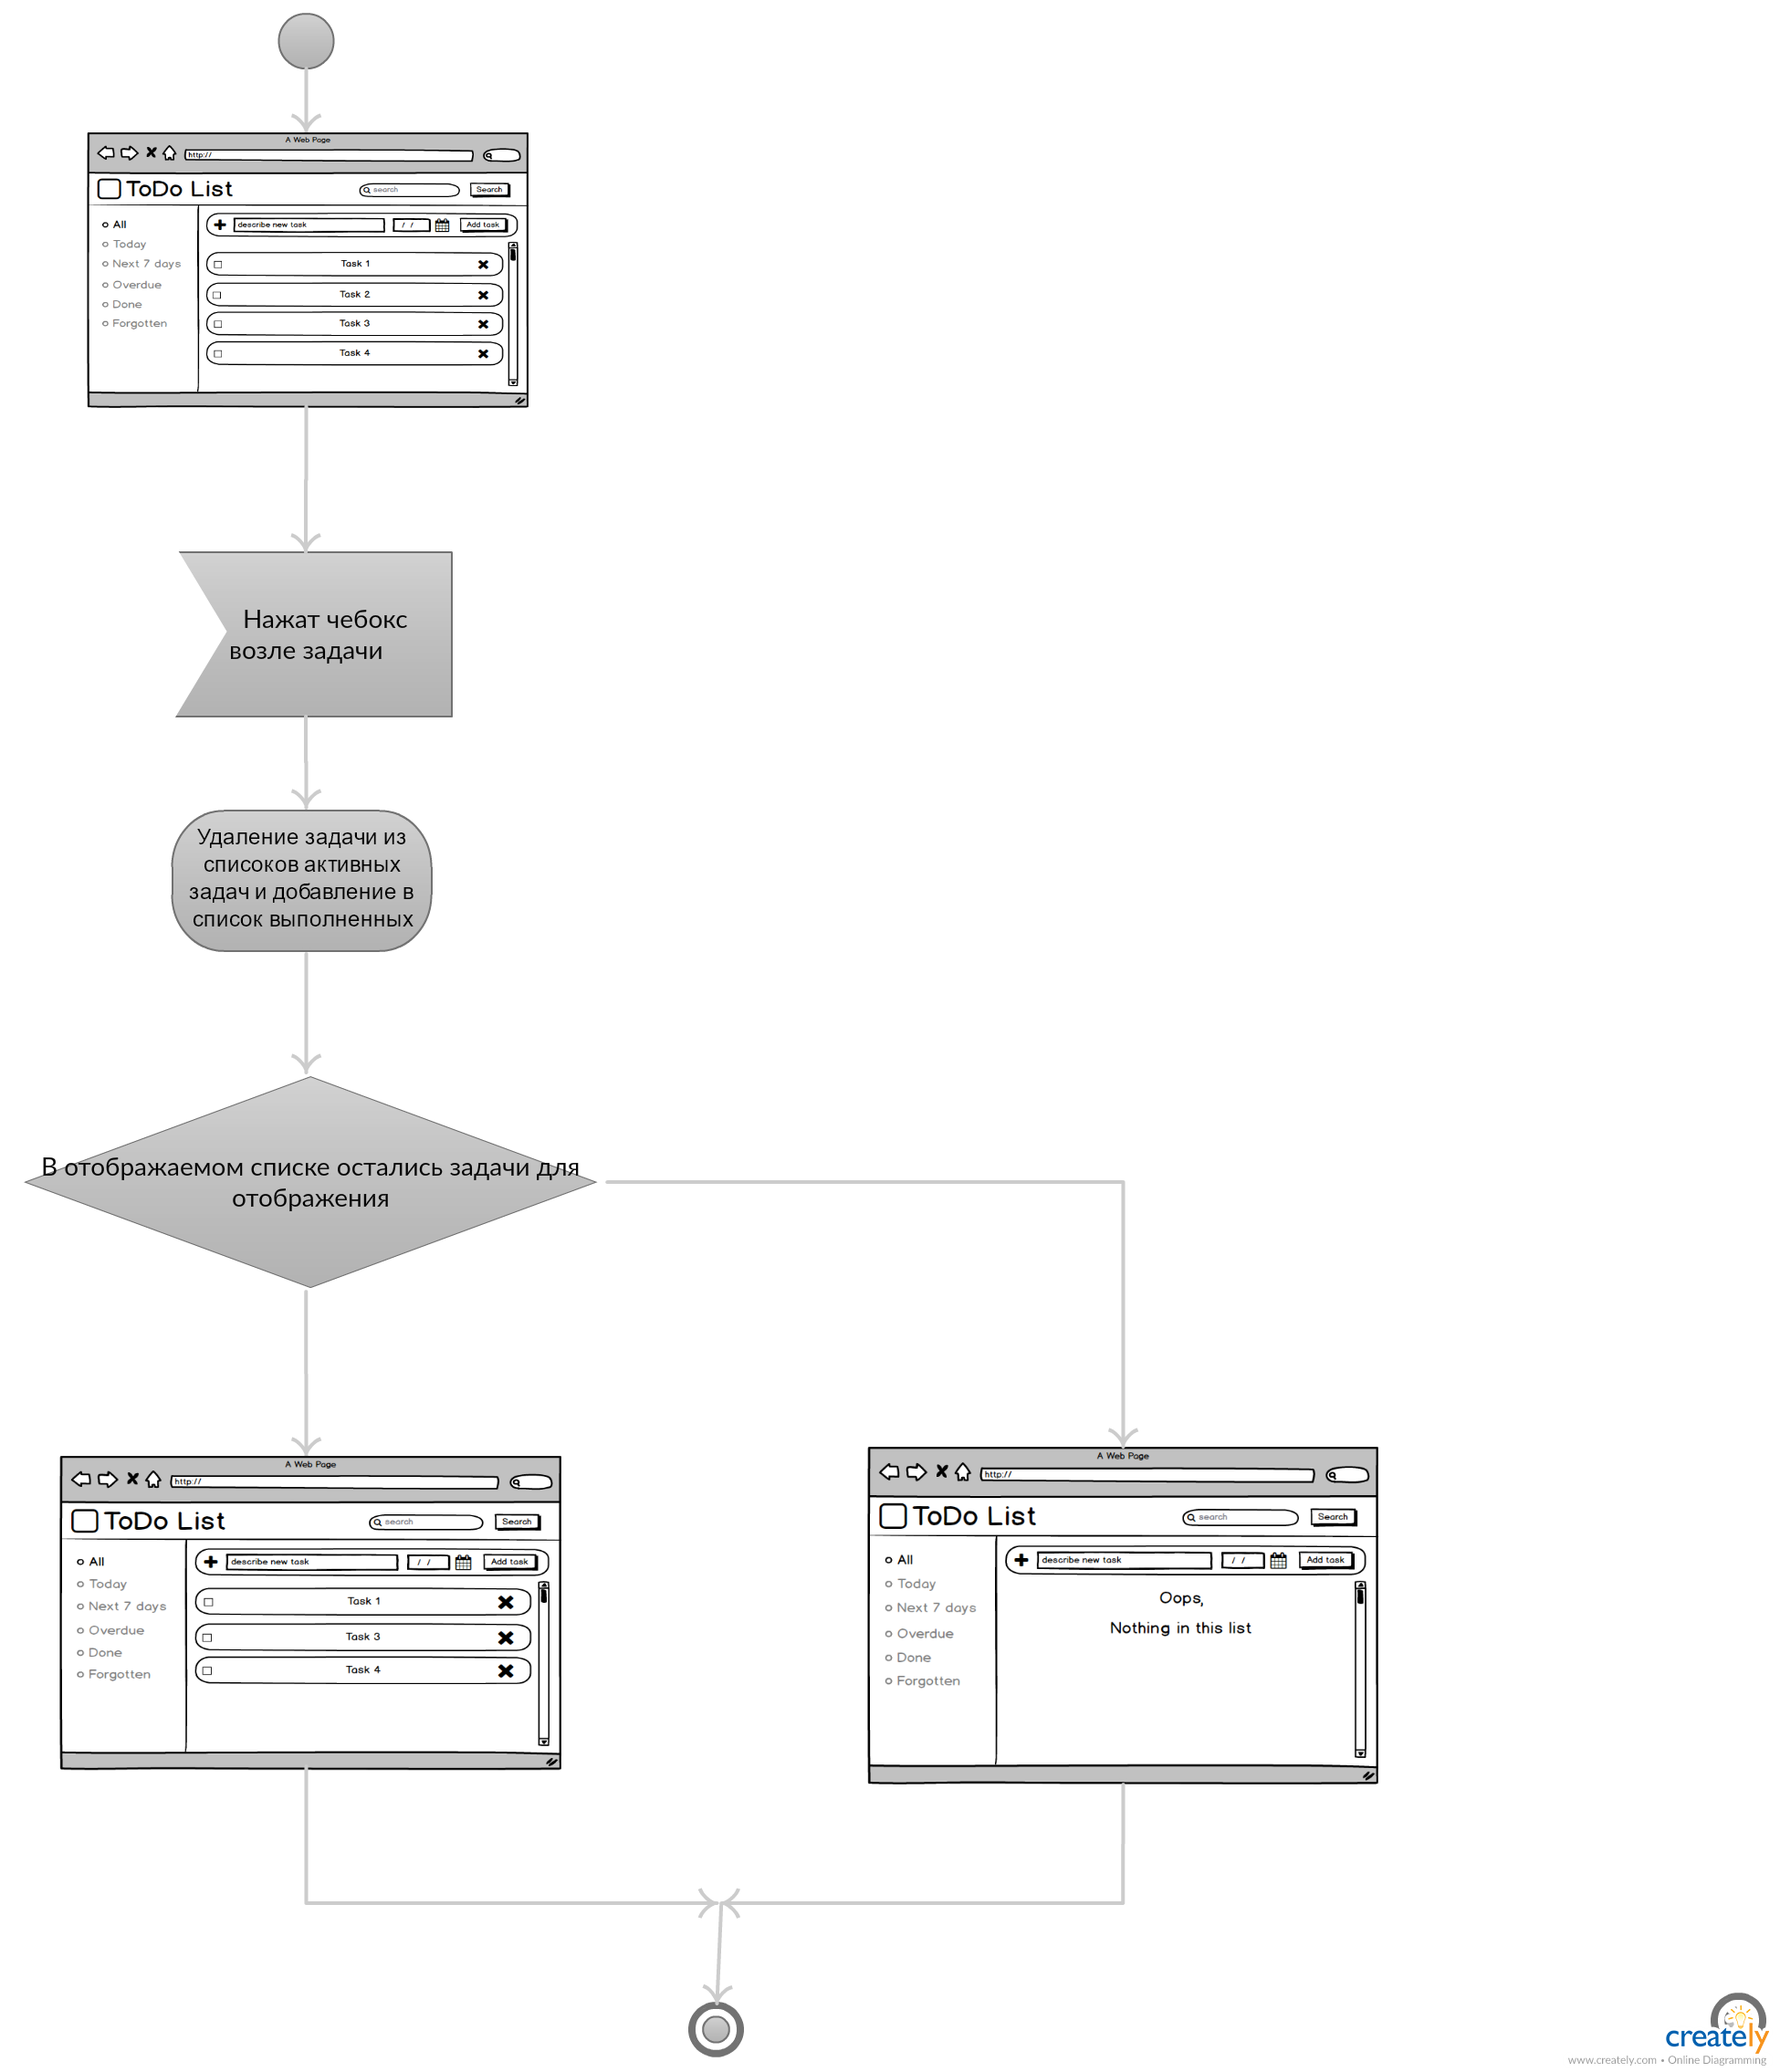 A Web Page
http://
ToDo List
search
Search
All
Today
Next 7 days
Overdue
Done
Forgotten
describe new task
/ /
Add task
Task 1
Task 2
Task 3
Task 4
Нажат чебокс
возле задачи
Удаление задачи из
списоков активных
задач и добавление в
список выполненных
В отображаемом списке остались задачи для
отображения
A Web Page
http://
ToDo List
search
Search
All
Today
Next 7 days
Overdue
Done
Forgotten
describe new task
/ /
Add task
Task 1
Task 3
Task 4
A Web Page
http://
ToDo List
search
Search
All
Today
Next 7 days
Overdue
Done
Forgotten
describe new task
/ /
Add task
Oops,
Nothing in this list
creately
www.creately.com • Online Diagramming